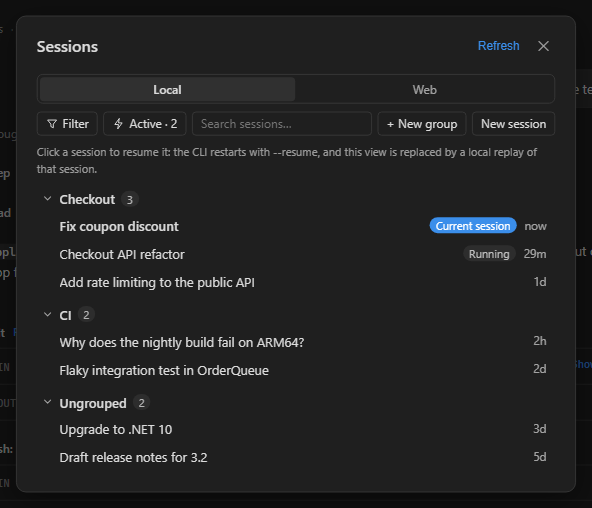 Sessions
Refresh
Local
Web
Filter
Active · 2
Search sessions...
+ New group
New session
Click a session to resume it: the CLI restarts with --resume, and this view is replaced by a local replay of
that session.
Checkout 3
Fix coupon discount
Current session
now
Checkout API refactor
Running
29m
Add rate limiting to the public API
1d
CI 2
Why does the nightly build fail on ARM64?
2h
Flaky integration test in OrderQueue
2d
Ungrouped 2
Upgrade to .NET 10
3d
Draft release notes for 3.2
5d